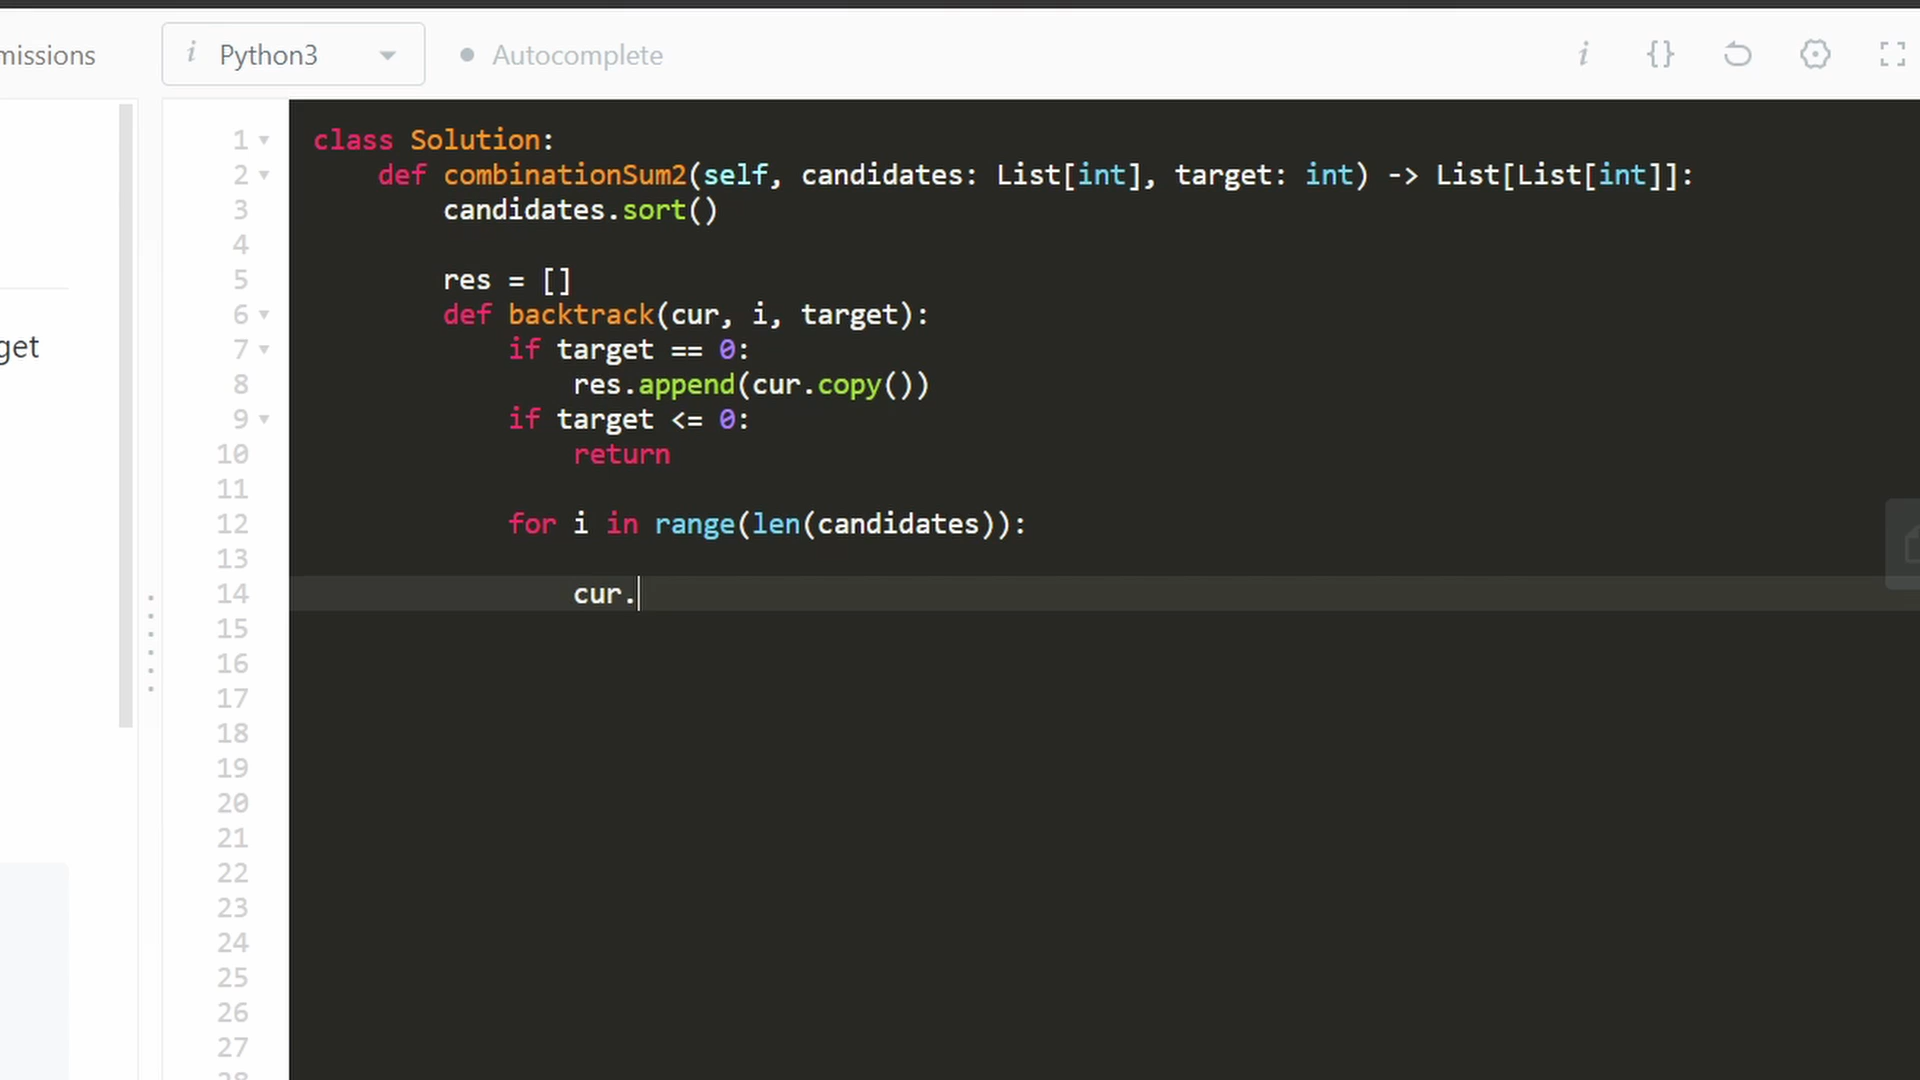 missions
i Python3
Autocomplete
i {}
get
1 class Solution:
2 def combinationSum2(self, candidates: List[int], target: int) -> List[List[int]]:
3 candidates.sort()
4
5 res = []
6 def backtrack(cur, i, target):
7 if target == 0:
8 res.append(cur.copy())
9 if target <= 0:
10 return
11
12 for i in range(len(candidates)):
13
14 cur.
15
16
17
18
19
20
21
22
23
24
25
26
27
28